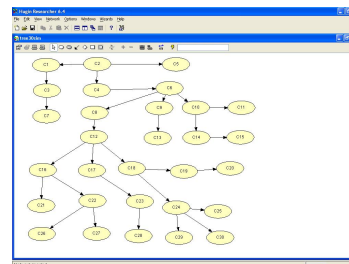 Hugin Researcher 6.4
File Edit View Network Options Windows Wizards Help
C1 C2 C5
C3 C4 C6
C7 C8 C9 C10 C11
C12 C13 C14 C15
C16 C17 C18 C19 C20
C21 C22 C23 C24 C25
C26 C27 C28 C29 C30